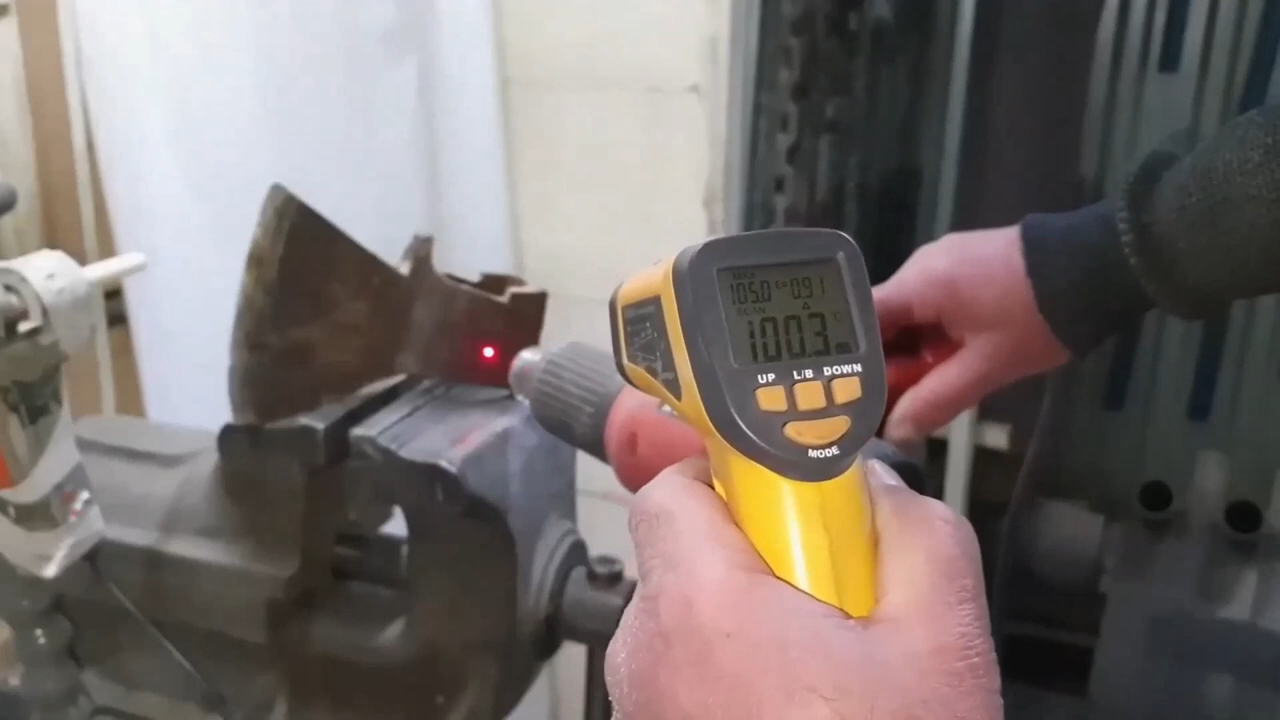 MAX
105.0 ε=0.91
SCAN
100.3 °C
UP L/B DOWN
MODE